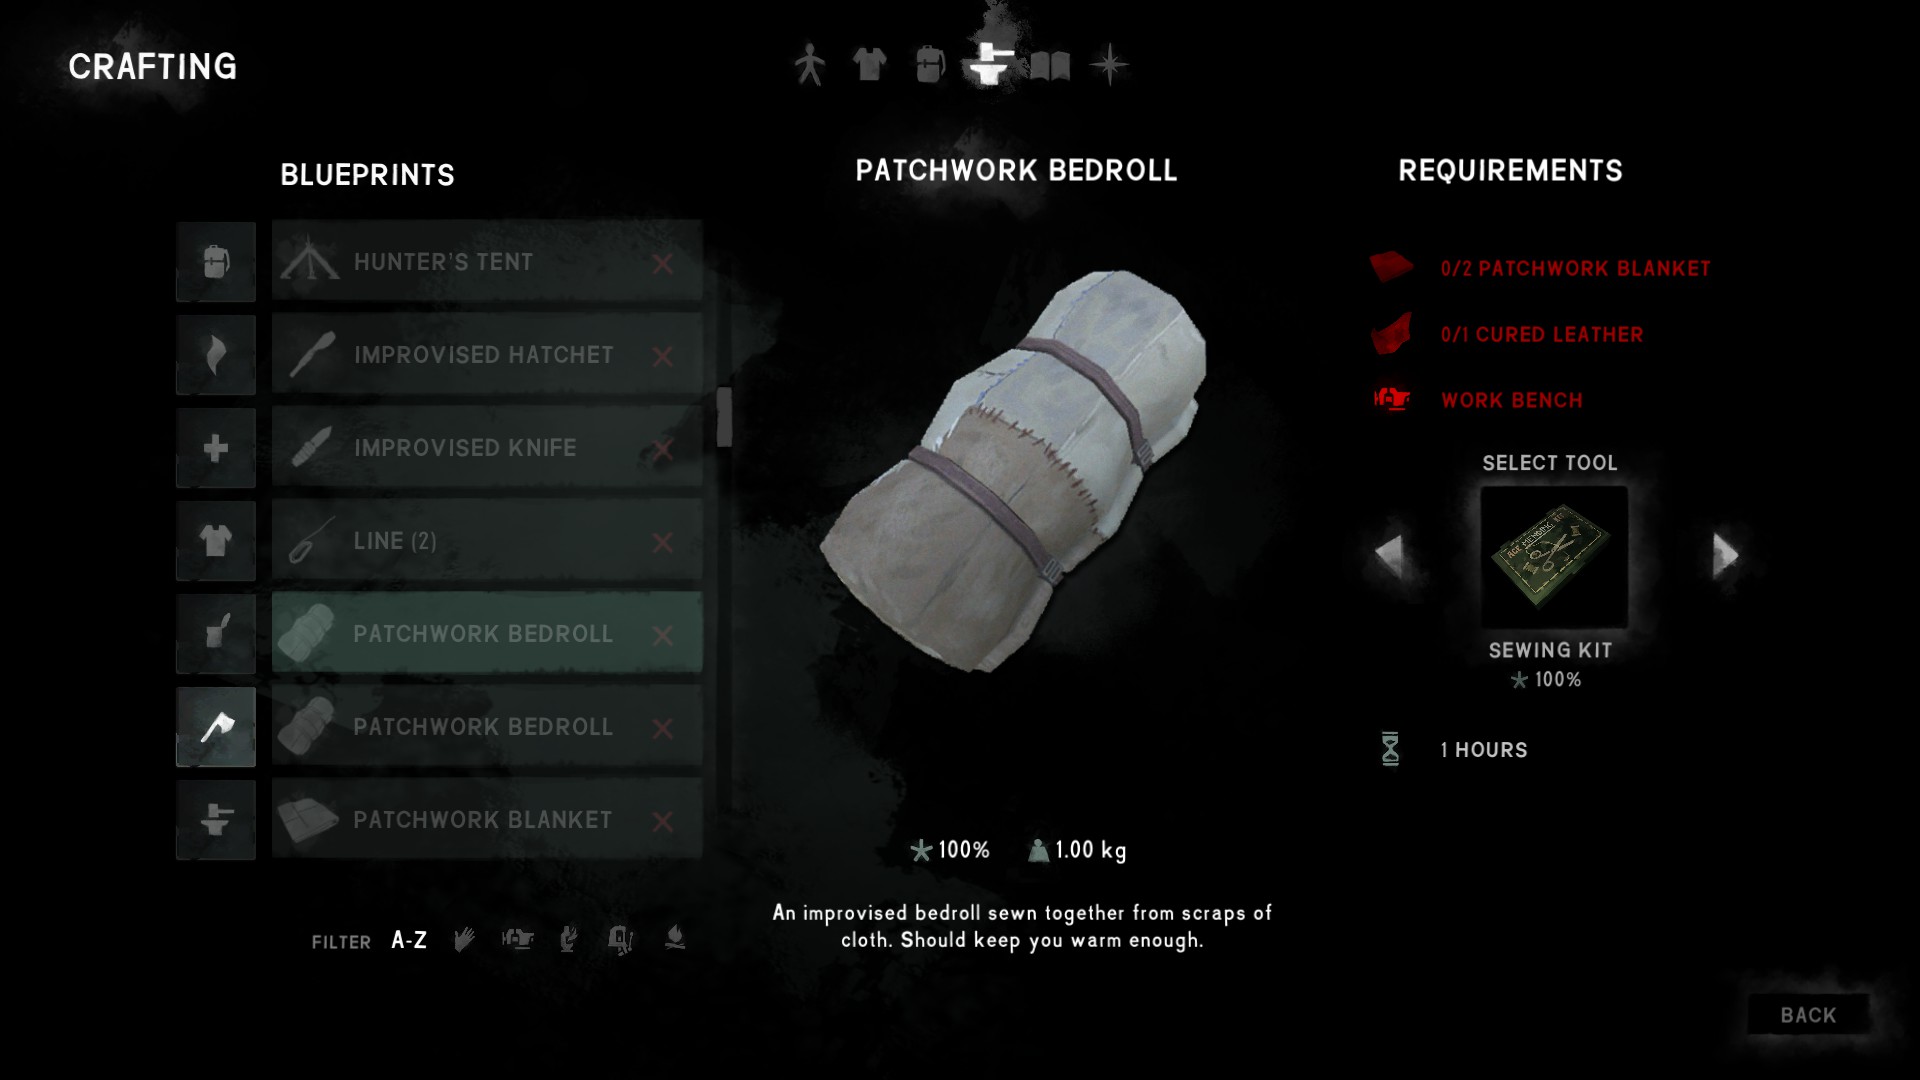 CRAFTING
BLUEPRINTS
HUNTER'S TENT
IMPROVISED HATCHET
IMPROVISED KNIFE
LINE (2)
PATCHWORK BEDROLL
PATCHWORK BEDROLL
PATCHWORK BLANKET
FILTER A-Z
PATCHWORK BEDROLL
100% 1.00 kg
An improvised bedroll sewn together from scraps of
cloth. Should keep you warm enough.
REQUIREMENTS
0/2 PATCHWORK BLANKET
0/1 CURED LEATHER
WORK BENCH
SELECT TOOL
MENDING KIT
SEWING KIT
100%
1 HOURS
BACK